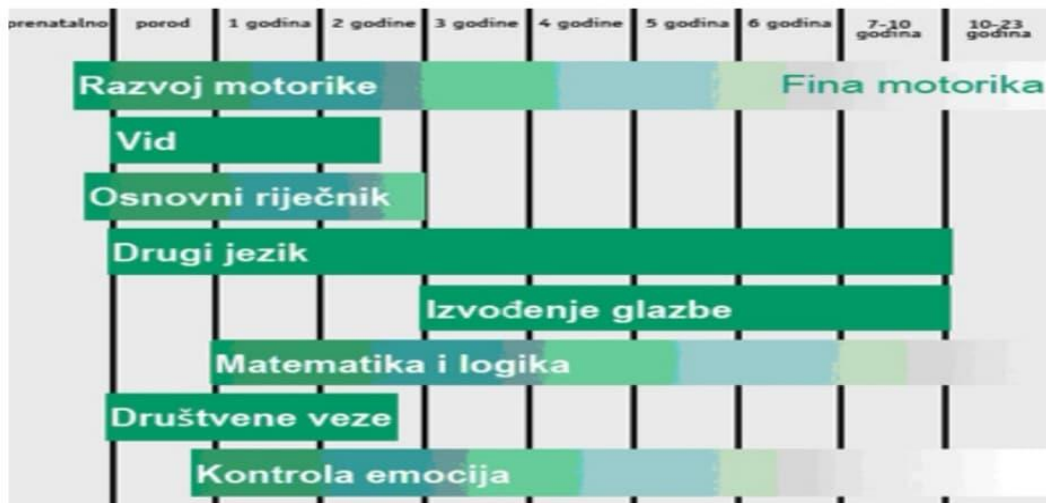 prenatalno porod 1 godina 2 godine 3 godine 4 godine 5 godina 6 godina 7-10 godina 10-23 godina
Razvoj motorike Fina motorika
Vid
Osnovni riječnik
Drugi jezik
Izvođenje glazbe
Matematika i logika
Društvene veze
Kontrola emocija